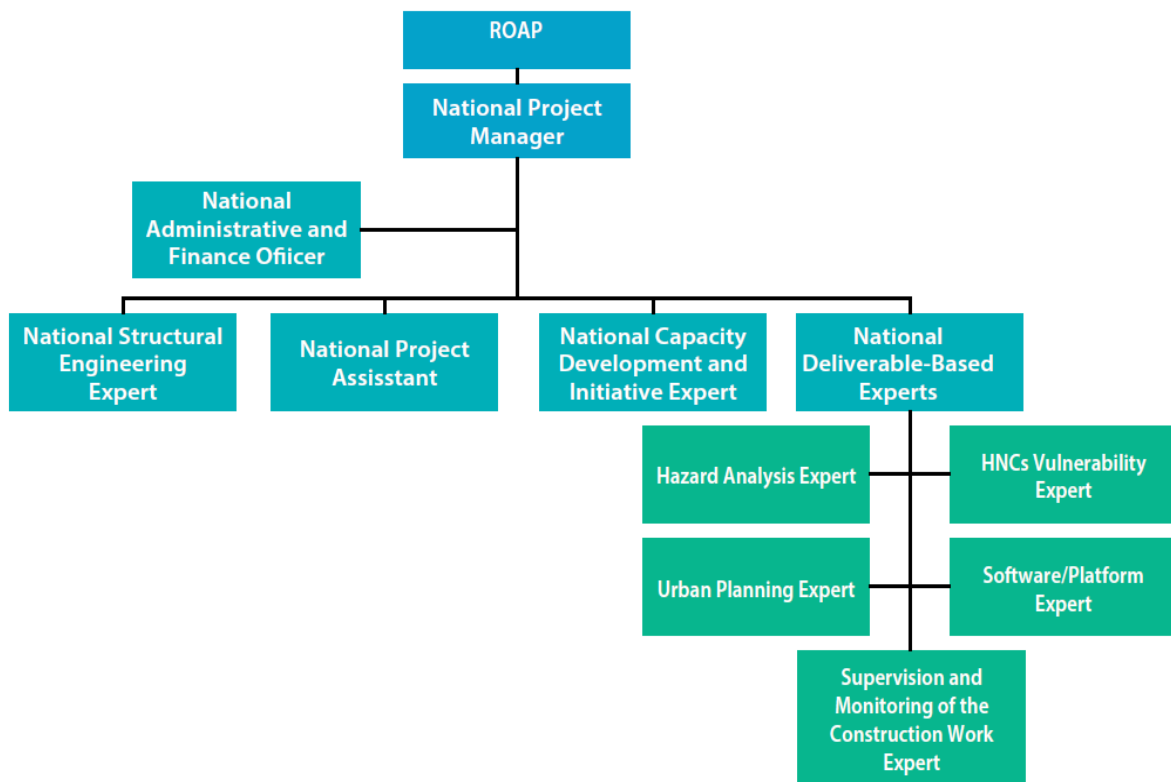 ROAP
National Project
Manager
National
Administrative and
Finance Ofiicer
National Structural
Engineering
Expert
National Project
Assisstant
National Capacity
Development and
Initiative Expert
National
Deliverable-Based
Experts
Hazard Analysis Expert
HNCs Vulnerability
Expert
Urban Planning Expert
Software/Platform
Expert
Supervision and
Monitoring of the
Construction Work
Expert